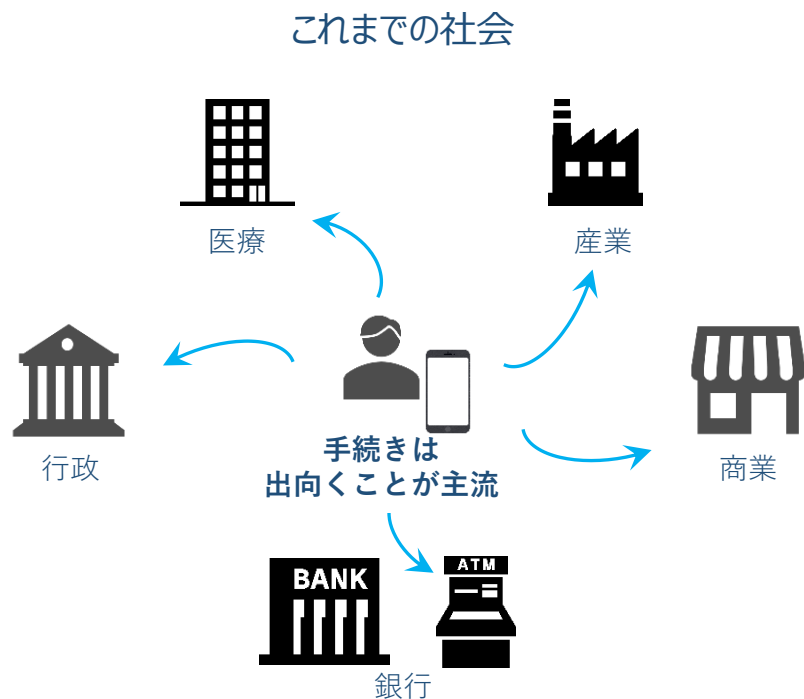 これまでの社会
医療
産業
行政
手続きは
出向くことが主流
商業
BANK
ATM
銀行